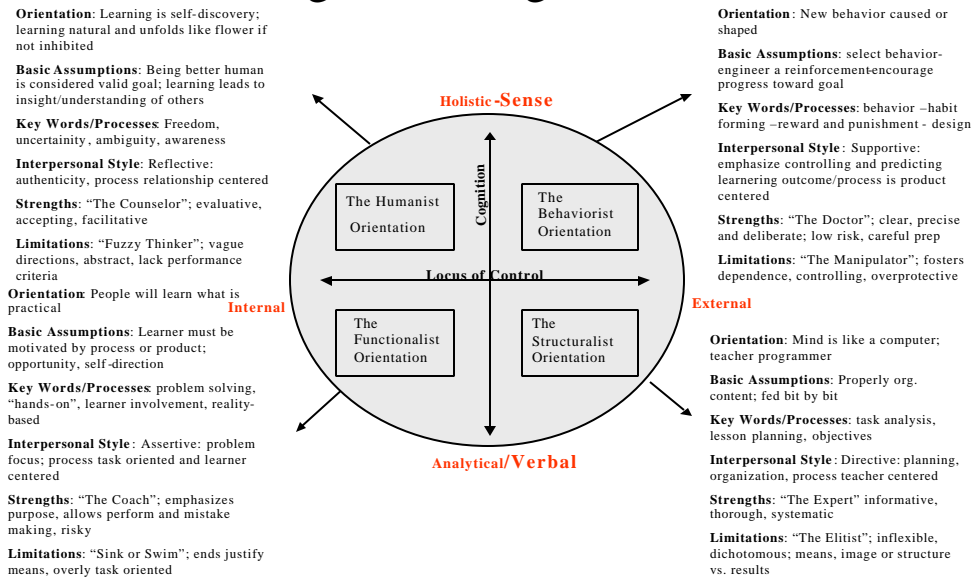 Orientation: Learning is self-discovery;
learning natural and unfolds like flower if
not inhibited
Basic Assumptions: Being better human
is considered valid goal; learning leads to
insight/understanding of others
Key Words/Processes: Freedom,
uncertainity, ambiguity, awareness
Interpersonal Style: Reflective:
authenticity, process relationship centered
Strengths: “The Counselor”; evaluative,
accepting, facilitative
Limitations: “Fuzzy Thinker”; vague
directions, abstract, lack performance
criteria
Orientation: People will learn what is
practical
Basic Assumptions: Learner must be
motivated by process or product;
opportunity, self-direction
Key Words/Processes: problem solving,
“hands-on”, learner involvement, reality-
based
Interpersonal Style: Assertive: problem
focus; process task oriented and learner
centered
Strengths: “The Coach”; emphasizes
purpose, allows perform and mistake
making, risky
Limitations: “Sink or Swim”; ends justify
means, overly task oriented
Holistic-Sense
Cognition
The Humanist
Orientation
The
Behaviorist
Orientation
Locus of Control
Internal
External
The
Functionalist
Orientation
The
Structuralist
Orientation
Analytical/Verbal
Orientation: New behavior caused or
shaped
Basic Assumptions: select behavior-
engineer a reinforcement-encourage
progress toward goal
Key Words/Processes: behavior –habit
forming –reward and punishment - design
Interpersonal Style: Supportive:
emphasize controlling and predicting
learnering outcome/process is product
centered
Strengths: “The Doctor”; clear, precise
and deliberate; low risk, careful prep
Limitations: “The Manipulator”; fosters
dependence, controlling, overprotective
Orientation: Mind is like a computer;
teacher programmer
Basic Assumptions: Properly org.
content; fed bit by bit
Key Words/Processes: task analysis,
lesson planning, objectives
Interpersonal Style: Directive: planning,
organization, process teacher centered
Strengths: “The Expert” informative,
thorough, systematic
Limitations: “The Elitist”; inflexible,
dichotomous; means, image or structure
vs. results